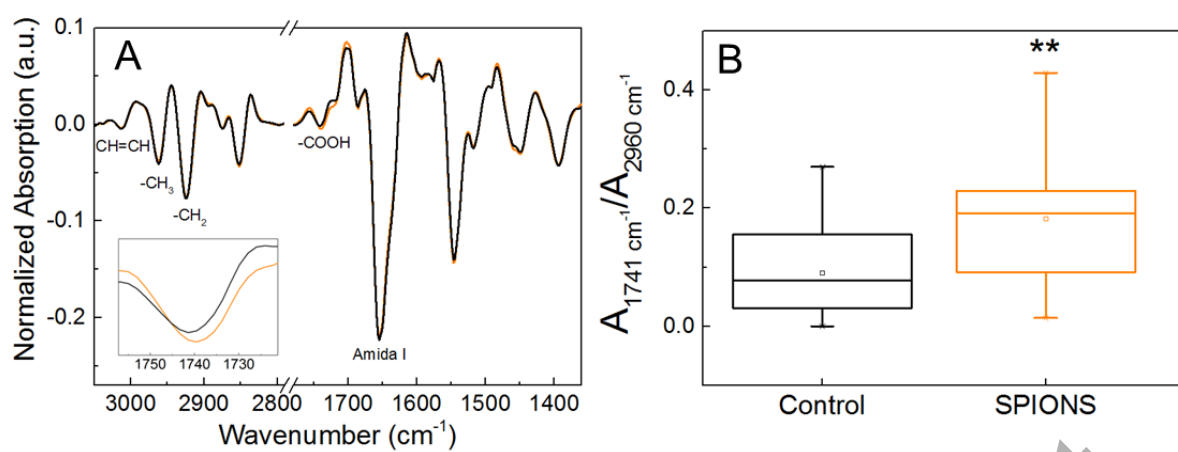 A
Normalized Absorption (a.u.)
0.1
0.0
-0.1
-0.2
CH=CH
-CH₃
-CH₂
-COOH
Amida I
1750 1740 1730
3000 2900 2800 1700 1600 1500 1400
Wavenumber (cm⁻¹)
B
**
A₁₇₄₁ cm⁻¹/A₂₉₆₀ cm⁻¹
0.4
0.2
0.0
Control SPIONS